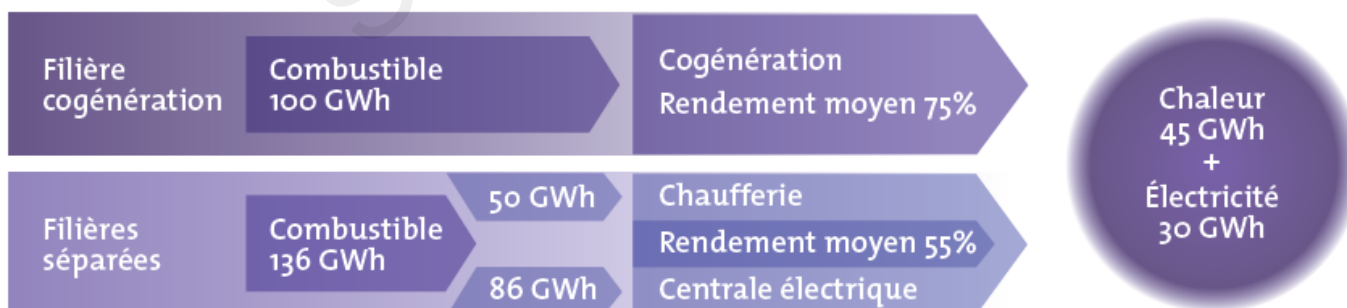 Filière
cogénération
Combustible
100 GWh
Cogénération
Rendement moyen 75%
Filières
séparées
Combustible
136 GWh
50 GWh
86 GWh
Chaufferie
Rendement moyen 55%
Centrale électrique
Chaleur
45 GWh
+
Électricité
30 GWh